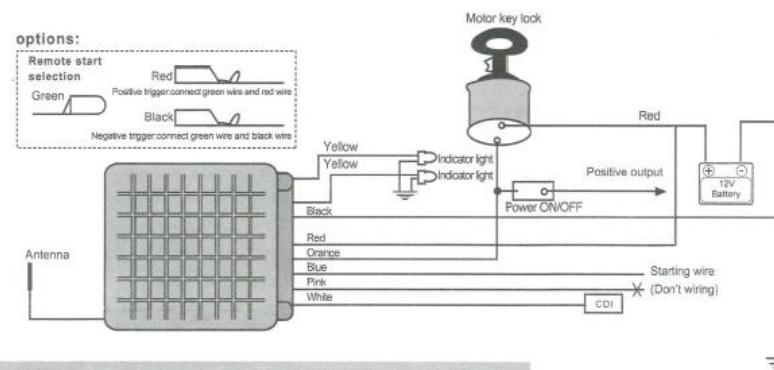 Motor key lock
options:
Remote start
selection
Red
Green
Positive trigger:connect green wire and red wire
Black
Negative trigger:connect green wire and black wire
Red
Yellow
Indicator light
Yellow
Indicator light
Positive output
12V
Battery
Power ON/OFF
Black
Red
Orange
Antenna
Blue
Starting wire
Pink
(Don't wiring)
White
CDI